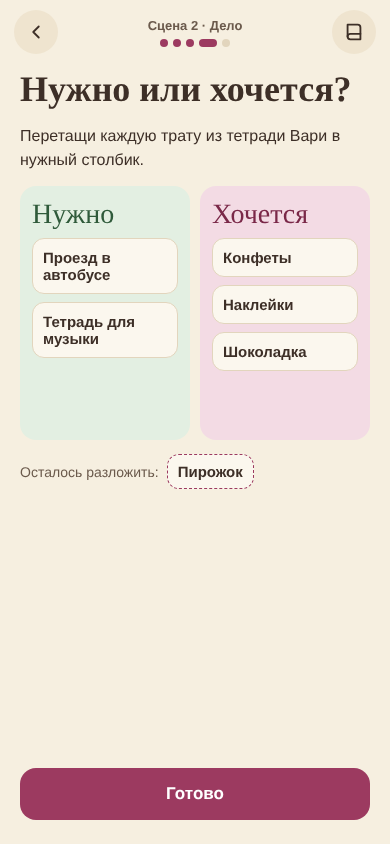 Сцена 2 · Дело
Нужно или хочется?
Перетащи каждую трату из тетради Вари в
нужный столбик.
Нужно
Проезд в
автобусе
Тетрадь для
музыки
Хочется
Конфеты
Наклейки
Шоколадка
Осталось разложить: Пирожок
Готово